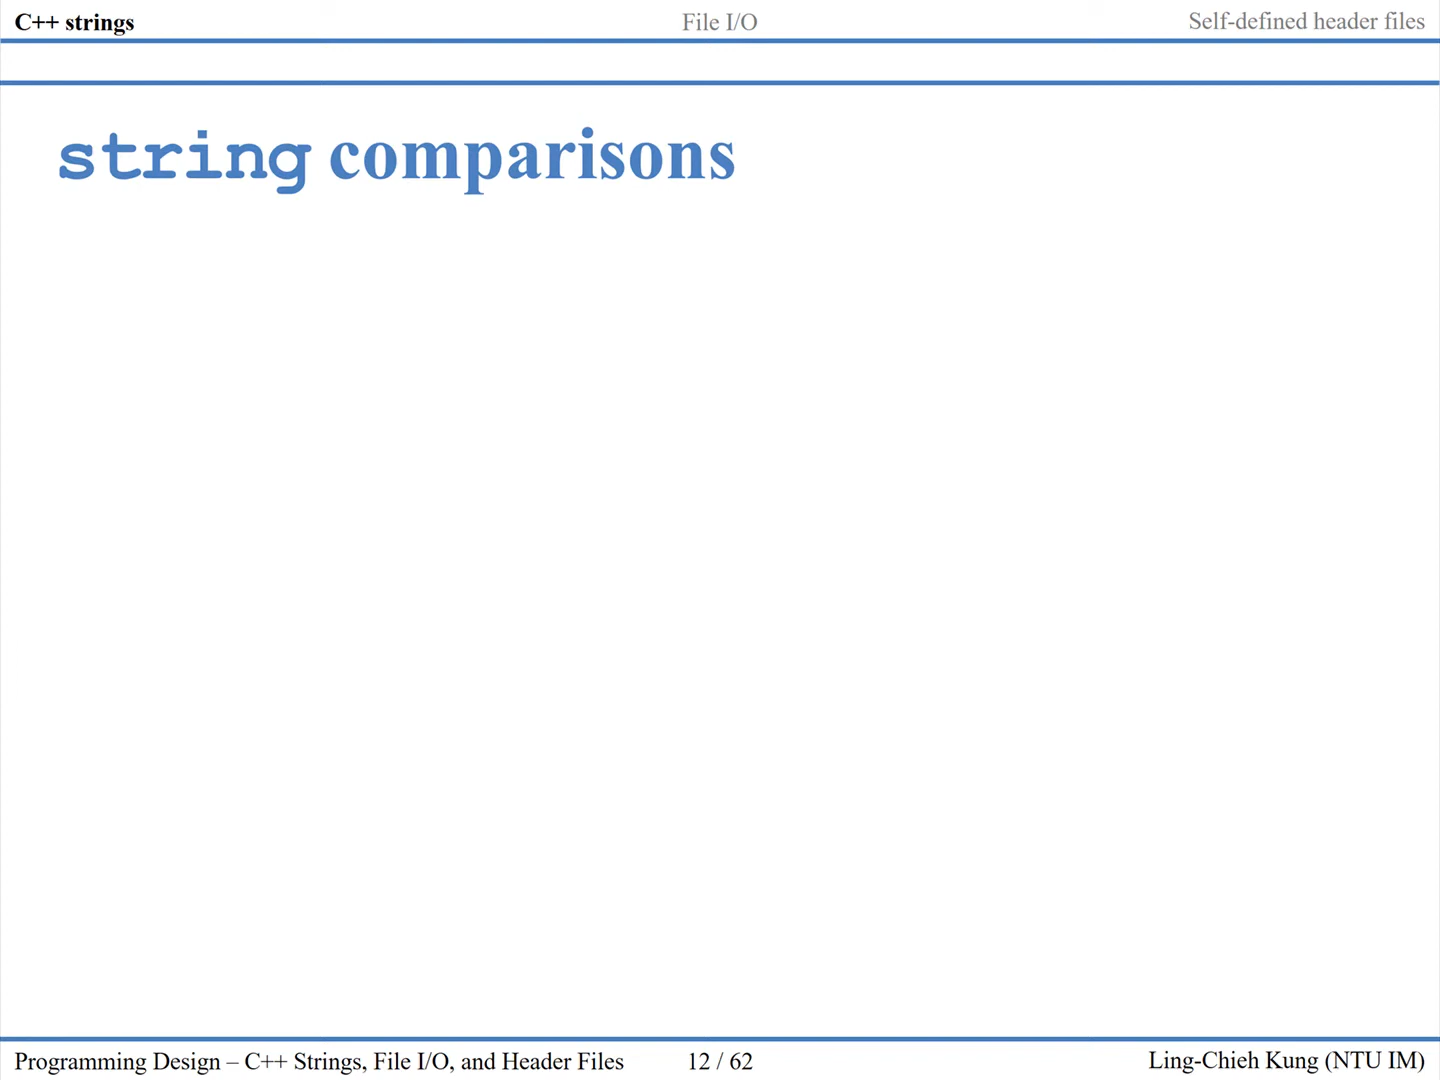 C++ strings
File I/O
Self-defined header files
string comparisons
Programming Design – C++ Strings, File I/O, and Header Files
12 / 62
Ling-Chieh Kung (NTU IM)